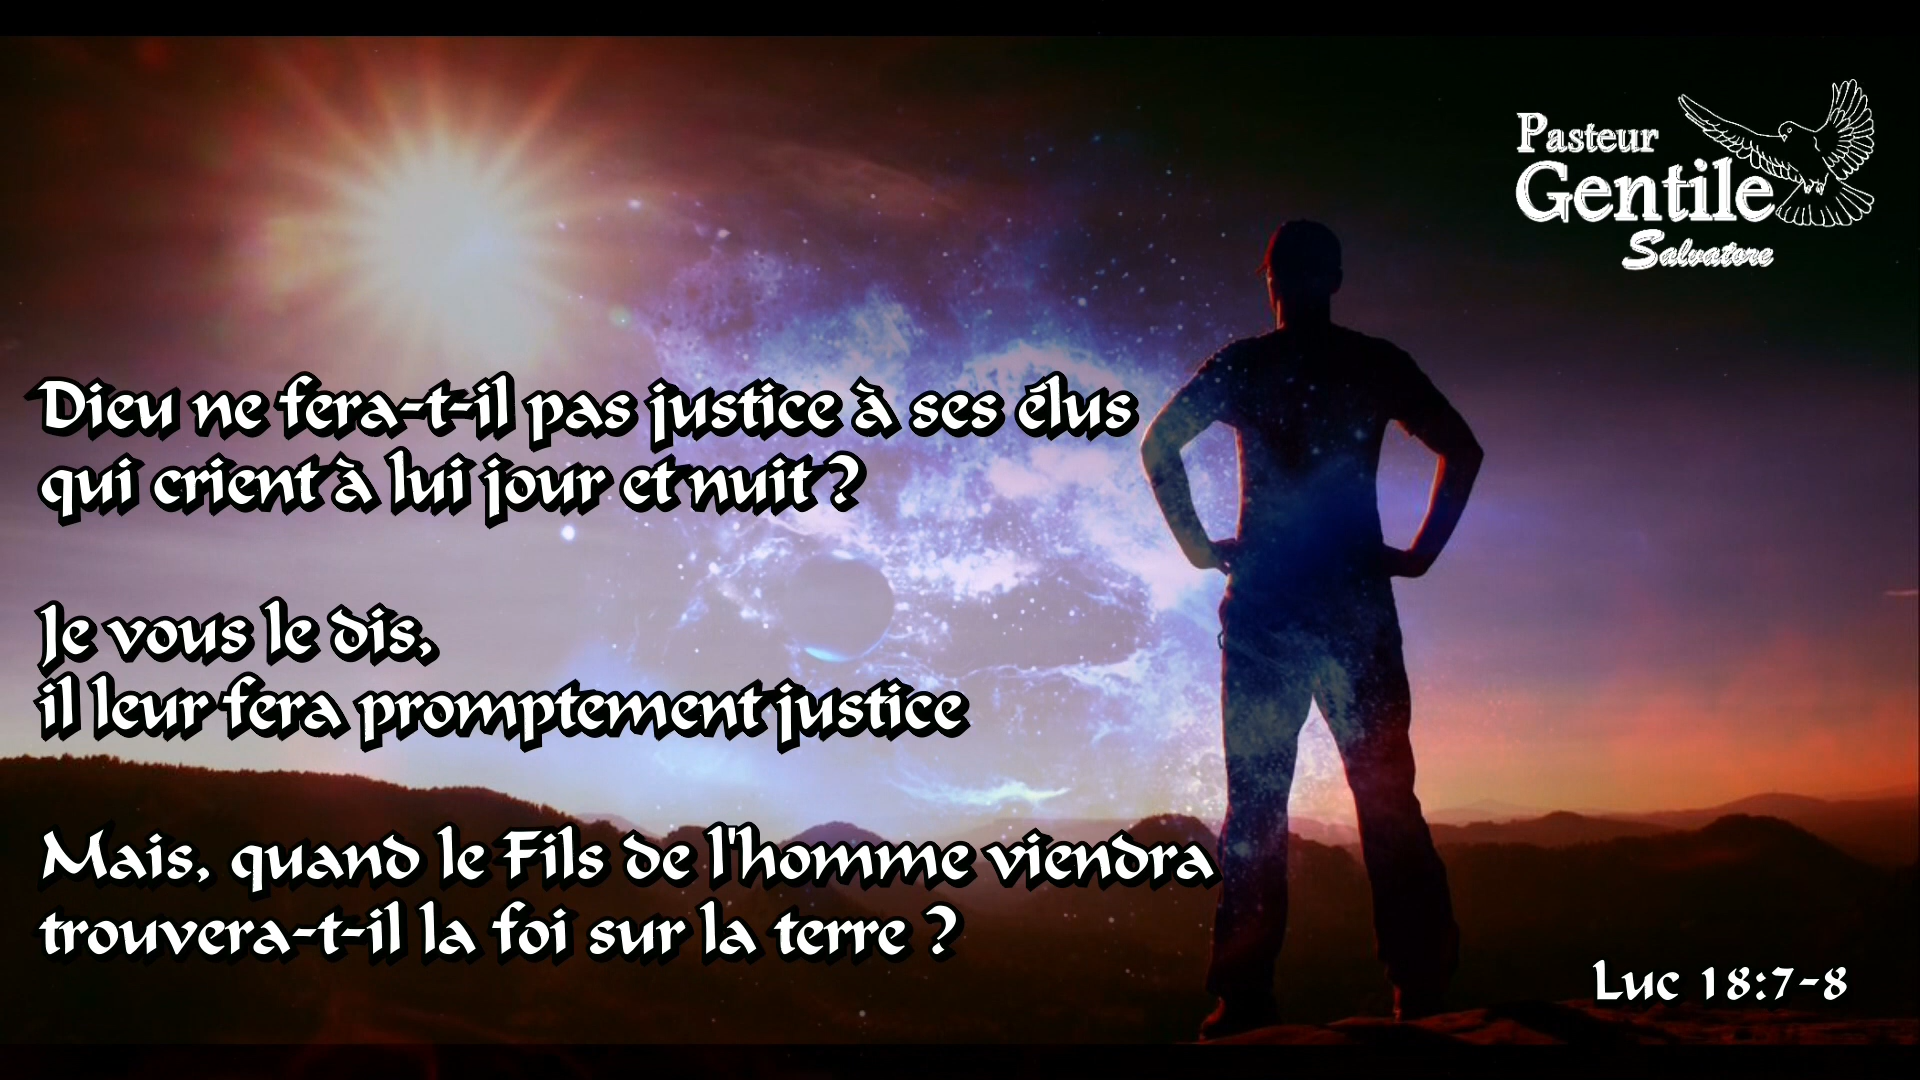 Pasteur
Gentile
Salvatore
Dieu ne fera-t-il pas justice à ses élus
qui crient à lui jour et nuit ?
Je vous le dis,
il leur fera promptement justice
Mais, quand le Fils de l'homme viendra
trouvera-t-il la foi sur la terre ?
Luc 18:7-8